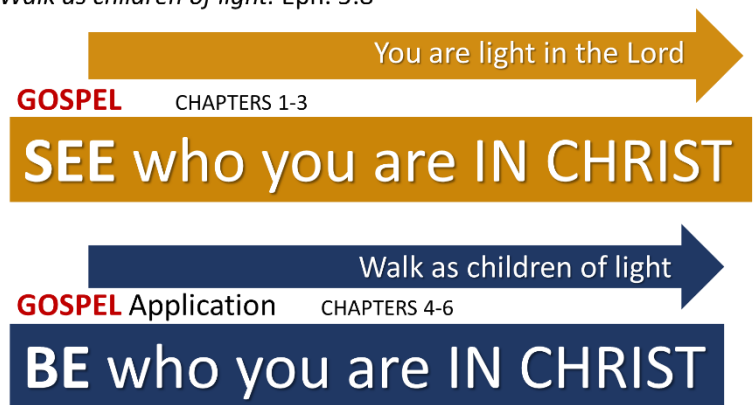 Walk as children of light. Eph. 5:8
You are light in the Lord
GOSPEL CHAPTERS 1-3
SEE who you are IN CHRIST
Walk as children of light
GOSPEL Application CHAPTERS 4-6
BE who you are IN CHRIST